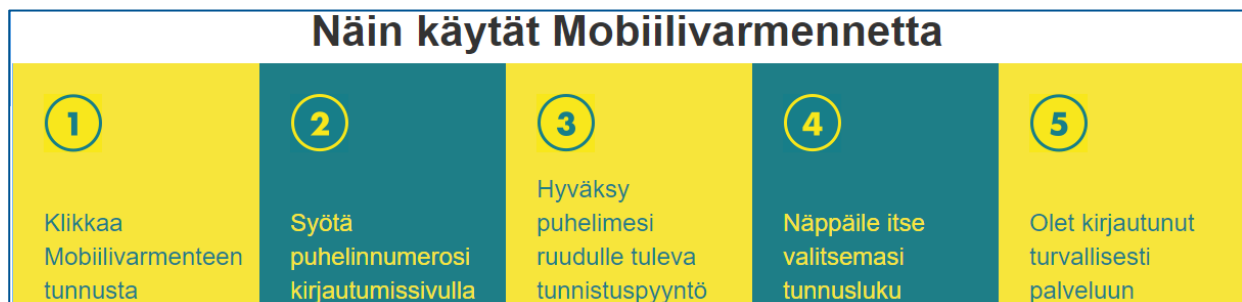 Näin käytät Mobiilivarmennetta
1
Klikkaa
Mobiilivarmenteen
tunnusta
2
Syötä
puhelinnumerosi
kirjautumissivulla
3
Hyväksy
puhelimesi
ruudulle tuleva
tunnistuspyyntö
4
Näppäile itse
valitsemasi
tunnusluku
5
Olet kirjautunut
turvallisesti
palveluun